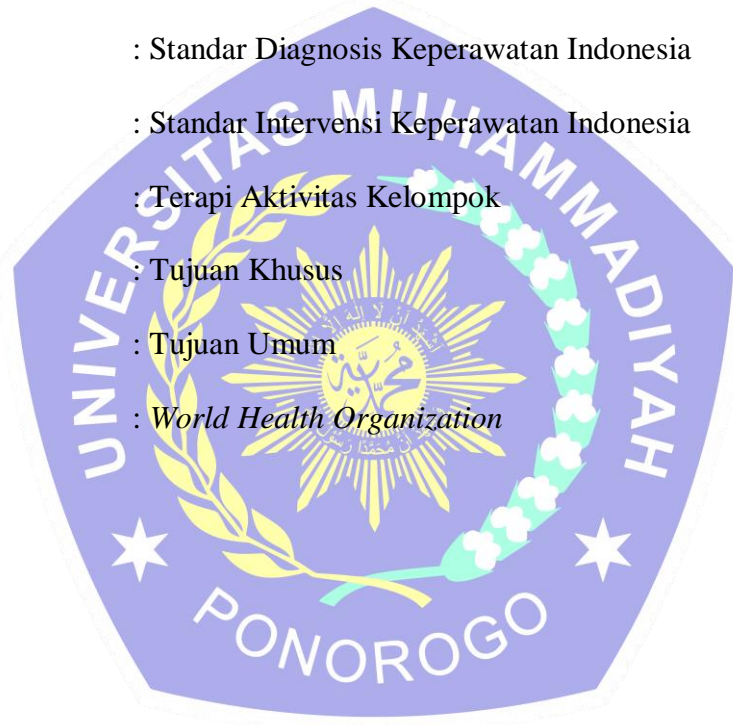 : Standar Diagnosis Keperawatan Indonesia
: Standar Intervensi Keperawatan Indonesia
: Terapi Aktivitas Kelompok
: Tujuan Khusus
: Tujuan Umum
: World Health Organization
UNIVERSITAS MUHAMMADIYAH
PONOROGO
محمد